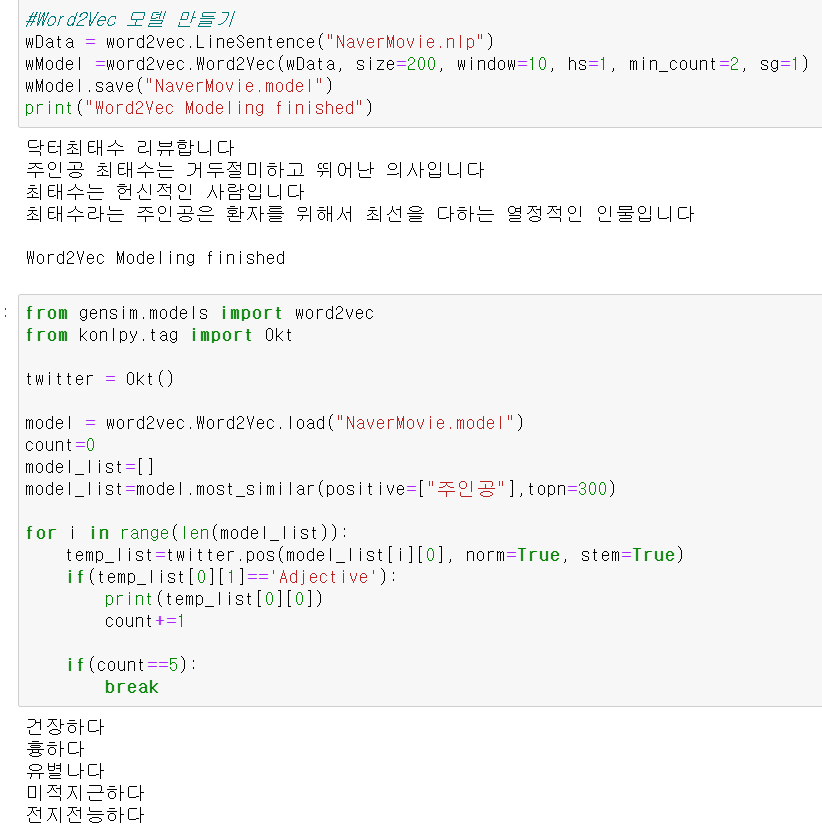 #Word2Vec 모델 만들기
wData = word2vec.LineSentence("NaverMovie.nlp")
wModel =word2vec.Word2Vec(wData, size=200, window=10, hs=1, min_count=2, sg=1)
wModel.save("NaverMovie.model")
print("Word2Vec Modeling finished")
닥터최태수 리뷰합니다
주인공 최태수는 거두절미하고 뛰어난 의사입니다
최태수는 헌신적인 사람입니다
최태수라는 주인공은 환자를 위해서 최선을 다하는 열정적인 인물입니다
Word2Vec Modeling finished
:
from gensim.models import word2vec
from konlpy.tag import Okt
twitter = Okt()
model = word2vec.Word2Vec.load("NaverMovie.model")
count=0
model_list=[]
model_list=model.most_similar(positive=["주인공"],topn=300)
for i in range(len(model_list)):
    temp_list=twitter.pos(model_list[i][0], norm=True, stem=True)
    if(temp_list[0][1]=='Adjective'):
        print(temp_list[0][0])
        count+=1
    if(count==5):
        break
건장하다
흉하다
유별나다
미적지근하다
전지전능하다